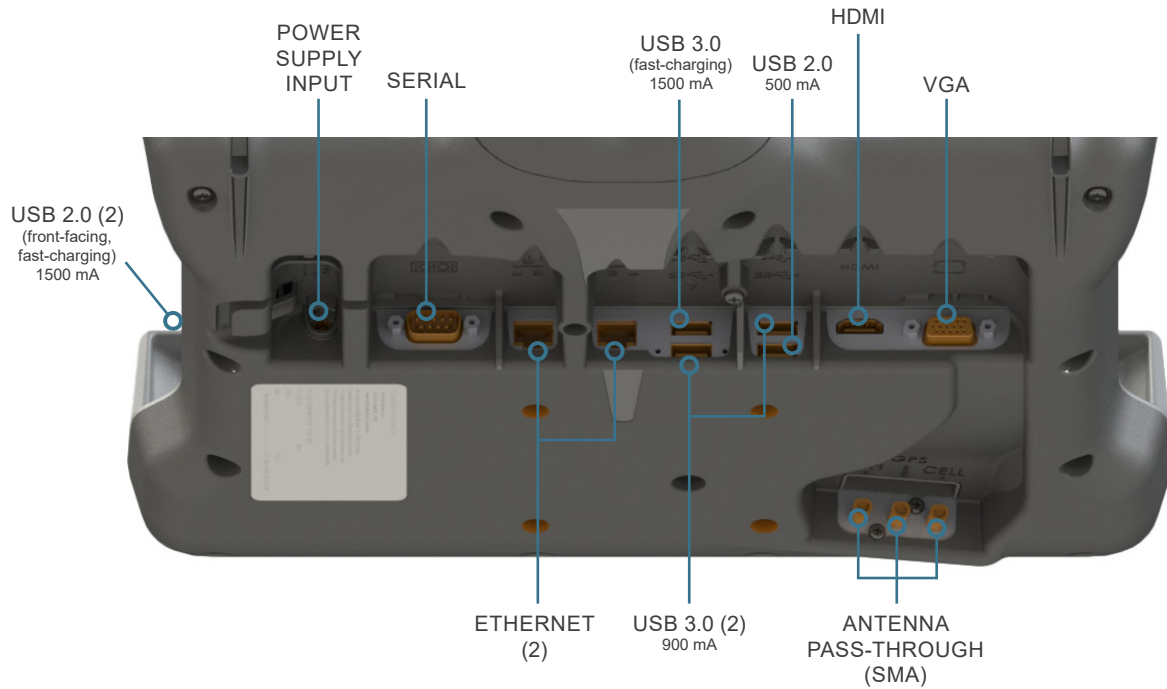 HDMI
POWER
SUPPLY
INPUT
SERIAL
USB 3.0
(fast-charging)
1500 mA
USB 2.0
500 mA
VGA
USB 2.0 (2)
(front-facing,
fast-charging)
1500 mA
HDMI
GPS
CELL
ETHERNET
(2)
USB 3.0 (2)
900 mA
ANTENNA
PASS-THROUGH
(SMA)